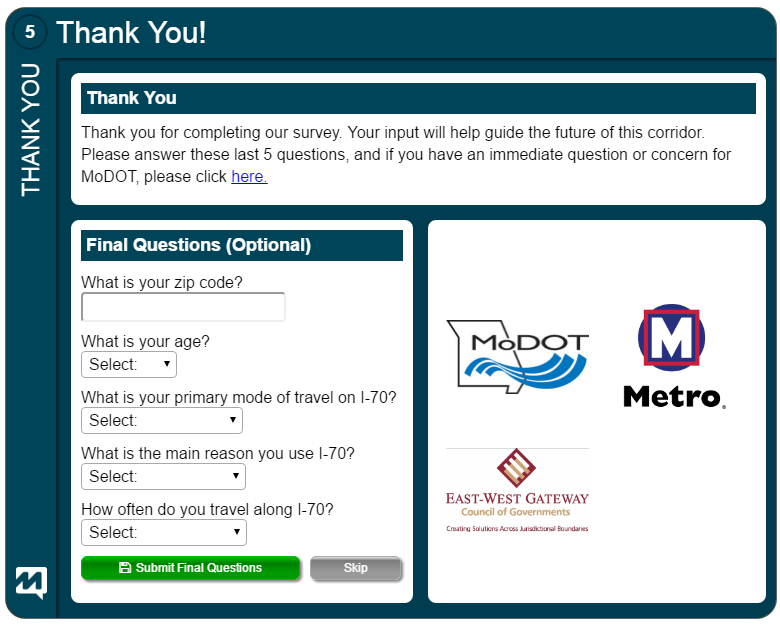 5
Thank You!
THANK YOU
Thank You
Thank you for completing our survey. Your input will help guide the future of this corridor.
Please answer these last 5 questions, and if you have an immediate question or concern for
MoDOT, please click here.
Final Questions (Optional)
What is your zip code?
What is your age?
Select:
What is your primary mode of travel on I-70?
Select:
What is the main reason you use I-70?
Select:
How often do you travel along I-70?
Select:
Submit Final Questions
Skip
MoDOT
M
Metro
EAST-WEST GATEWAY
Council of Governments
Creating Solutions Across Jurisdictional Boundaries
M